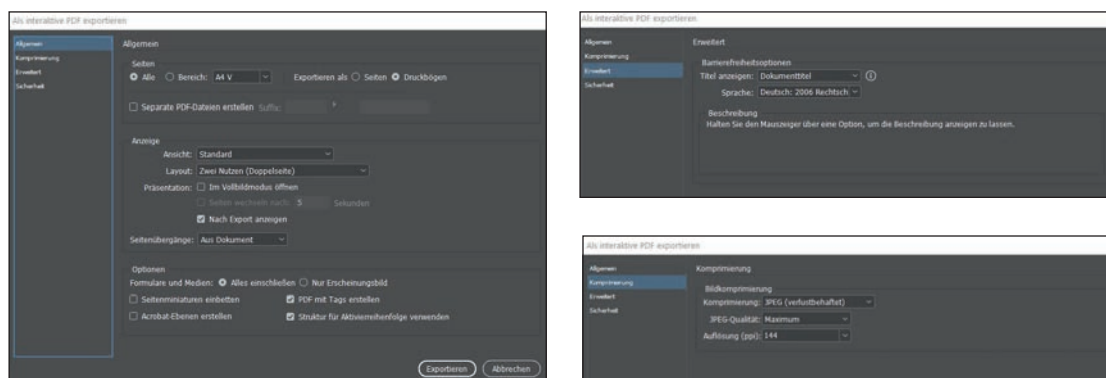 Als interaktive PDF exportieren
Allgemein
Komprimierung
Erweitert
Sicherheit
Allgemein
Seiten
Alle Bereich: A4 V Exportieren als Seiten Druckbögen
Separate PDF-Dateien erstellen Suffix:
Anzeige
Ansicht: Standard
Layout: Zwei Nutzen (Doppelseite)
Präsentation: Im Vollbildmodus öffnen
Seiten wechseln nach: 5 Sekunden
Nach Export anzeigen
Seitenübergänge: Aus Dokument
Optionen
Formulare und Medien: Alles einschließen Nur Erscheinungsbild
Seitenminiaturen einbetten PDF mit Tags erstellen
Acrobat-Ebenen erstellen Struktur für Aktivierreihenfolge verwenden
Exportieren Abbrechen
Als interaktive PDF exportieren
Allgemein
Komprimierung
Erweitert
Sicherheit
Erweitert
Barrierefreiheitsoptionen
Titel anzeigen: Dokumenttitel
Sprache: Deutsch: 2006 Rechtsch
Beschreibung
Halten Sie den Mauszeiger über eine Option, um die Beschreibung anzeigen zu lassen.
Als interaktive PDF exportieren
Allgemein
Komprimierung
Erweitert
Sicherheit
Komprimierung
Bildkomprimierung
Komprimierung: JPEG (verlustbehaftet)
JPEG-Qualität: Maximum
Auflösung (ppi): 144